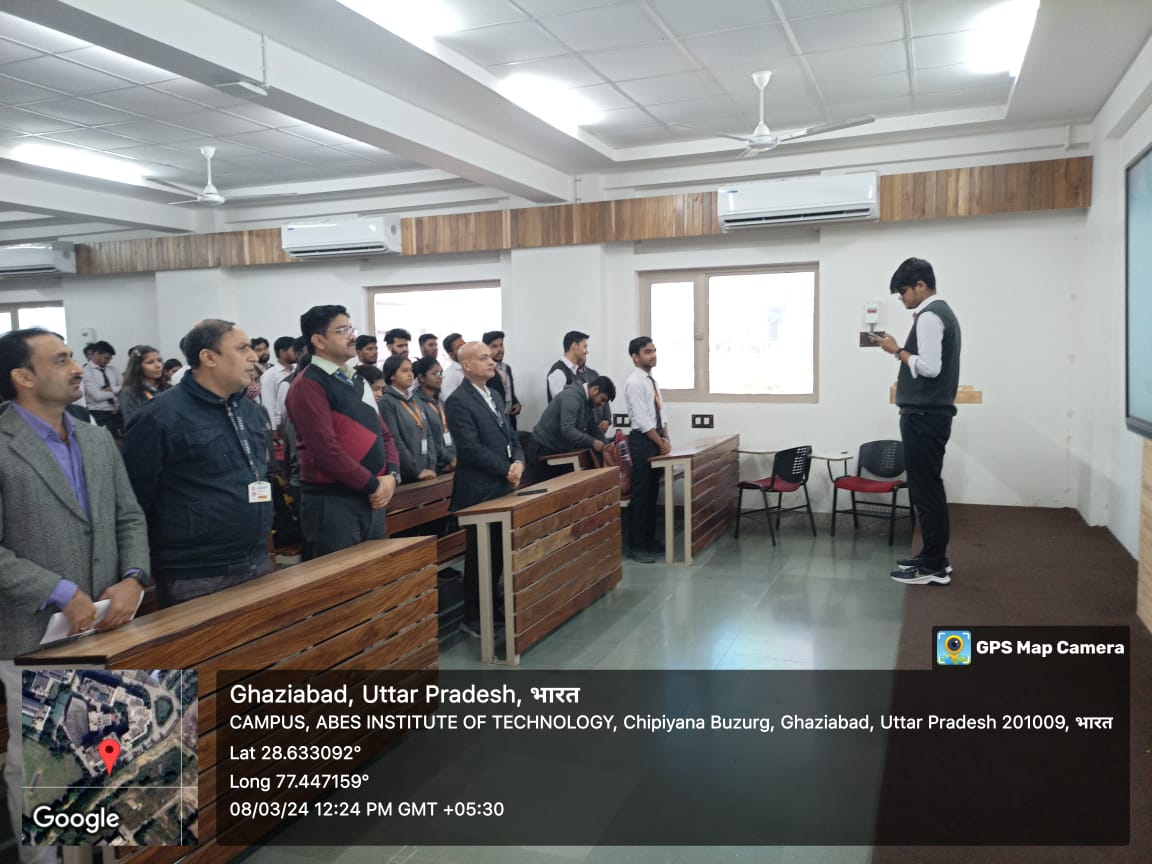 GPS Map Camera
Ghaziabad, Uttar Pradesh, भारत
CAMPUS, ABES INSTITUTE OF TECHNOLOGY, Chipiyana Buzurg, Ghaziabad, Uttar Pradesh 201009, भारत
Lat 28.633092°
Long 77.447159°
08/03/24 12:24 PM GMT +05:30
Google